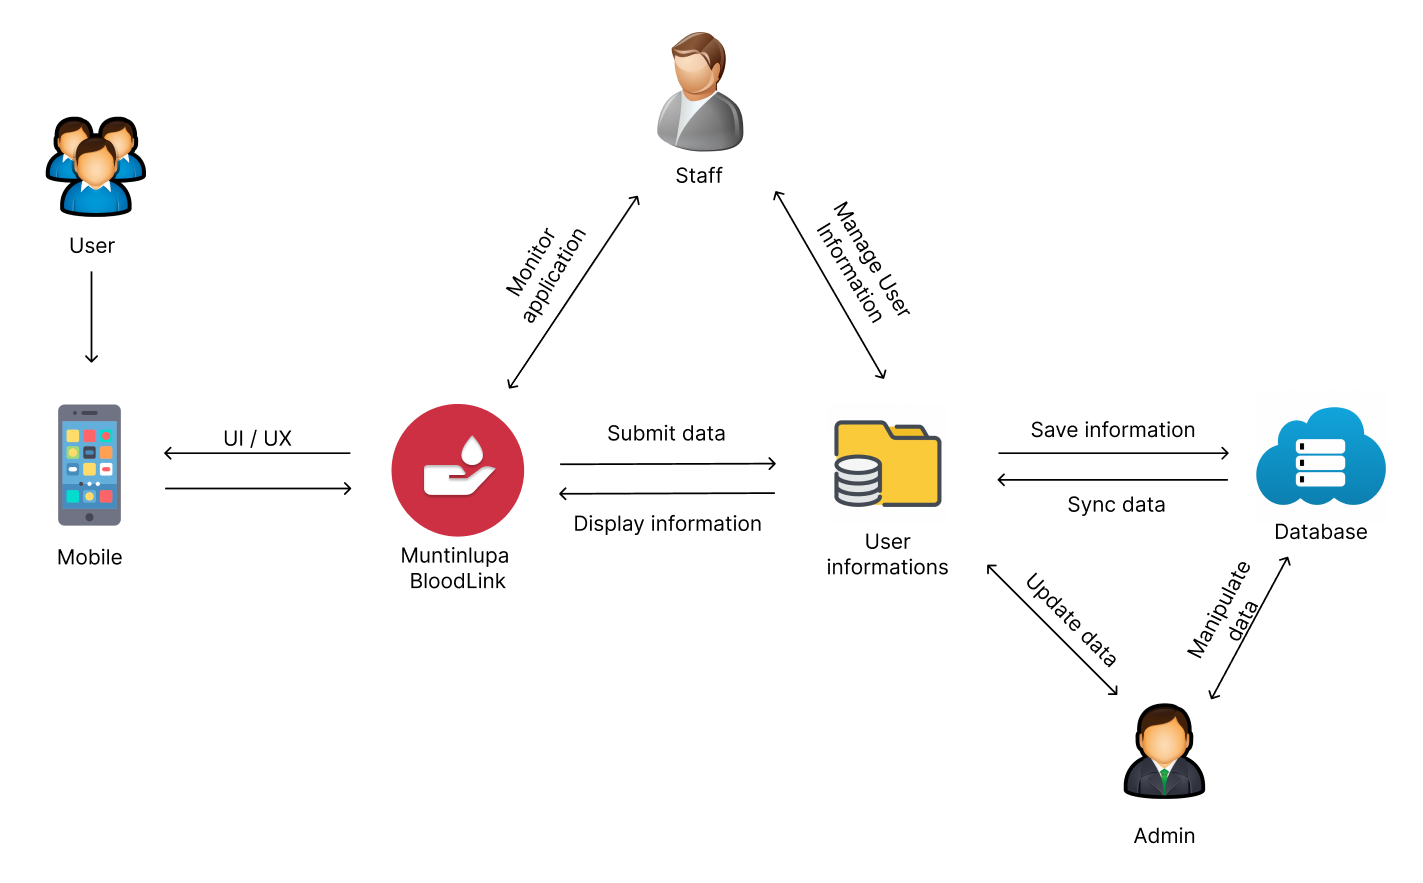 Staff
User
Monitor
application
Manage User
Information
UI / UX
Submit data
Display information
Save information
Sync data
Mobile
Muntinlupa
BloodLink
User
informations
Database
Update data
Manipulate
data
Admin